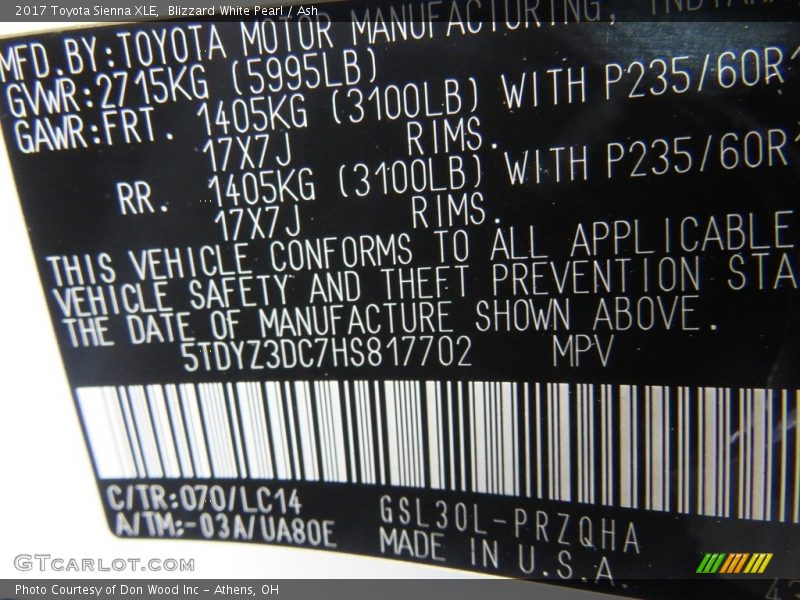 2017 Toyota Sienna XLE,  Blizzard White Pearl / Ash
MFD.BY:TOYOTA MOTOR MANUFACTURING,
GVWR:2715KG (5995LB)
GAWR:FRT. 1405KG (3100LB) WITH P235/60R
17X7J RIMS.
RR. 1405KG (3100LB) WITH P235/60R
17X7J RIMS.
THIS VEHICLE CONFORMS TO ALL APPLICABLE
VEHICLE SAFETY AND THEFT PREVENTION STA
THE DATE OF MANUFACTURE SHOWN ABOVE.
5TDYZ3DC7HS817702 MPV
C/TR:070/LC14 GSL30L-PRZQHA
A/TM:-03A/UA80E MADE IN U.S.A.
GTcarlot.com
43
Photo Courtesy of Don Wood Inc - Athens, OH